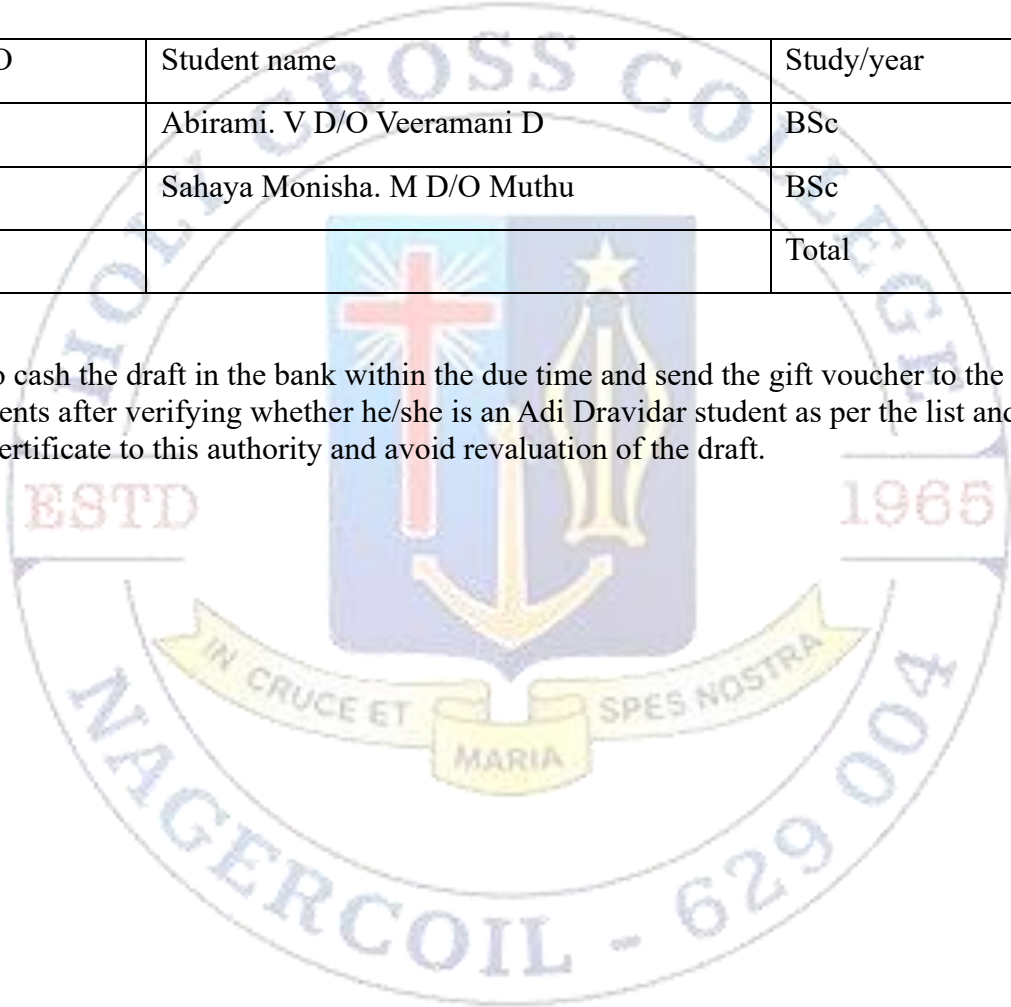 O Student name Study/year
Abirami. V D/O Veeramani D BSc
Sahaya Monisha. M D/O Muthu BSc
Total
o cash the draft in the bank within the due time and send the gift voucher to the
ents after verifying whether he/she is an Adi Dravidar student as per the list and
ertificate to this authority and avoid revaluation of the draft.
HOLY CROSS COLLEGE
ESTD 1965
IN CRUCE ET MARIA SPES NOSTRA
NAGERCOIL - 629 004